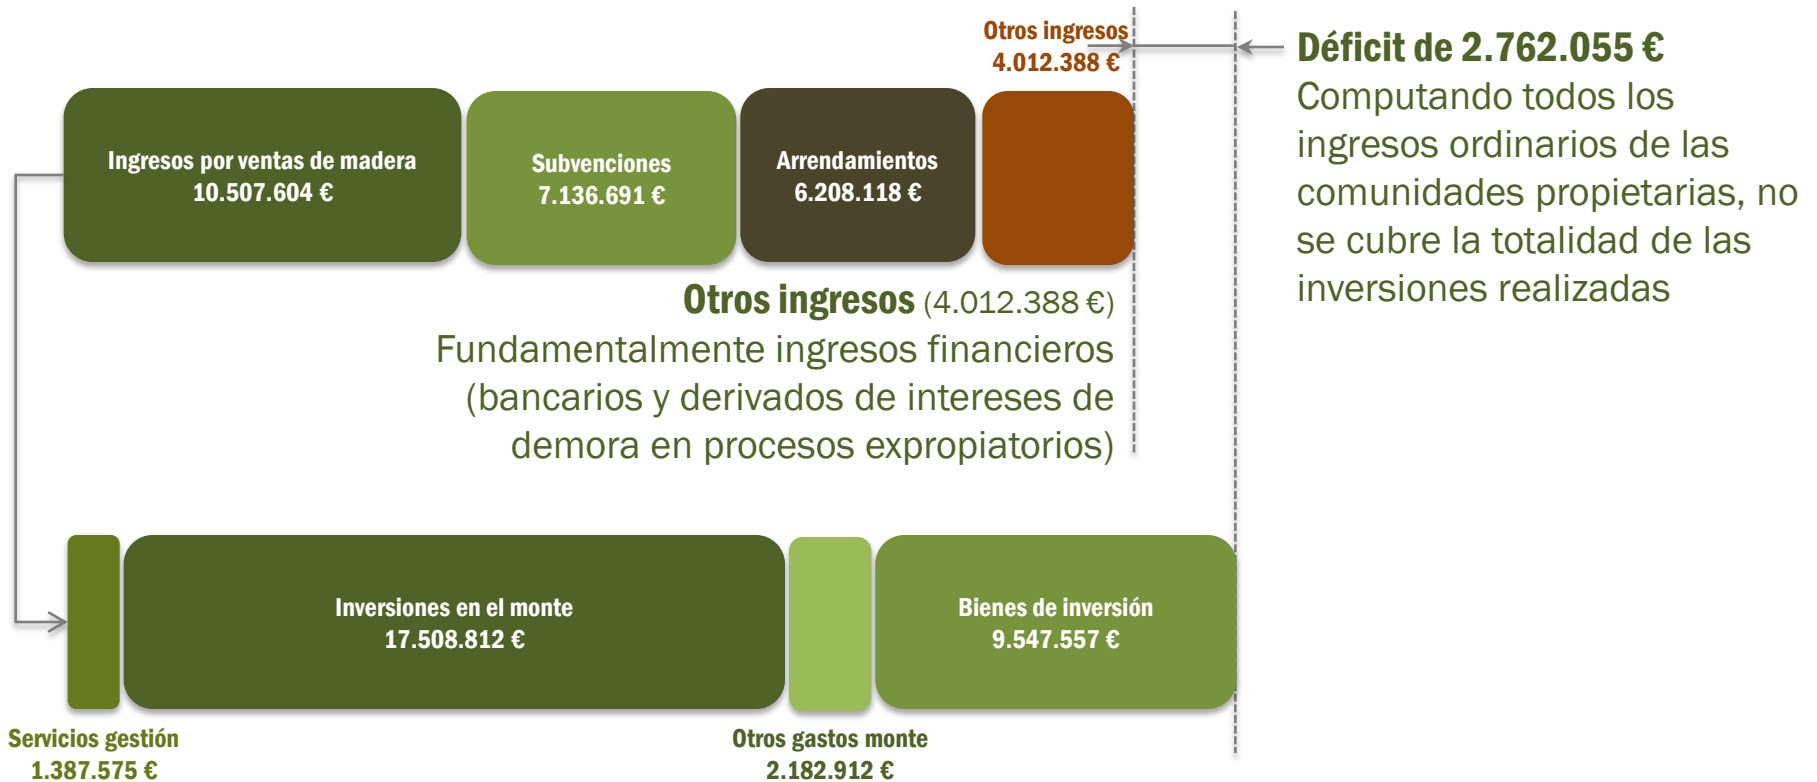 Otros ingresos
4.012.388 €
Déficit de 2.762.055 €
Computando todos los
ingresos ordinarios de las
comunidades propietarias, no
se cubre la totalidad de las
inversiones realizadas
Ingresos por ventas de madera
10.507.604 €
Subvenciones
7.136.691 €
Arrendamientos
6.208.118 €
Otros ingresos (4.012.388 €)
Fundamentalmente ingresos financieros
(bancarios y derivados de intereses de
demora en procesos expropiatorios)
Inversiones en el monte
17.508.812 €
Bienes de inversión
9.547.557 €
Servicios gestión
1.387.575 €
Otros gastos monte
2.182.912 €